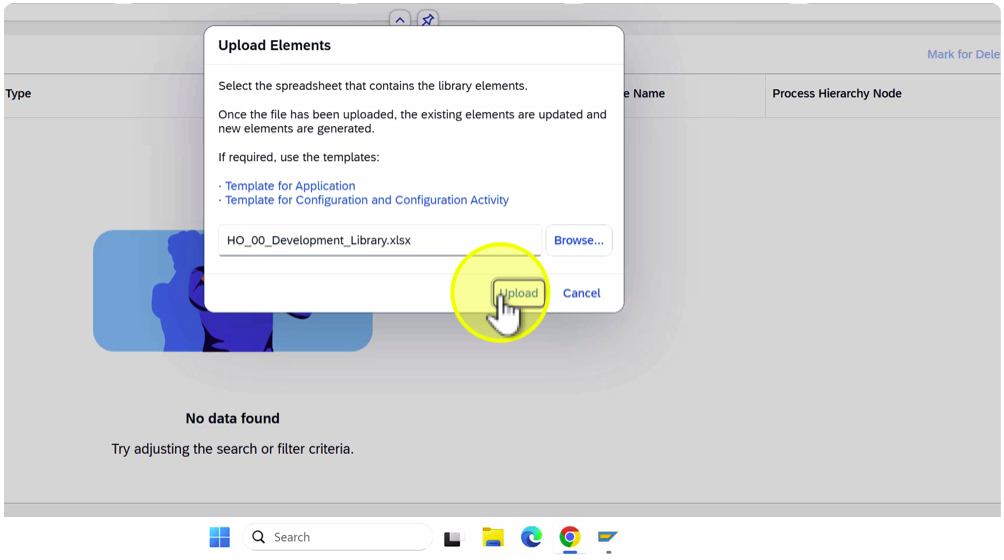 Upload Elements
Mark for Dele
Select the spreadsheet that contains the library elements.
Type
e Name
Process Hierarchy Node
Once the file has been uploaded, the existing elements are updated and
new elements are generated.
If required, use the templates:
· Template for Application
· Template for Configuration and Configuration Activity
HO_00_Development_Library.xlsx
Browse...
Upload
Cancel
No data found
Try adjusting the search or filter criteria.
Search